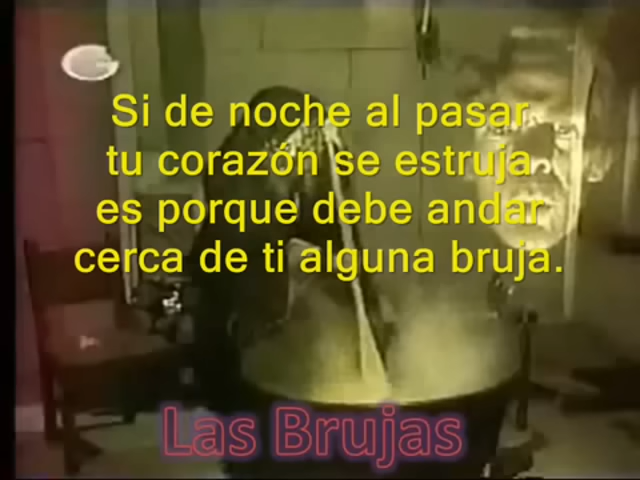 Si de noche al pasar
tu corazón se estruja
es porque debe andar
cerca de ti alguna bruja.
Las Brujas